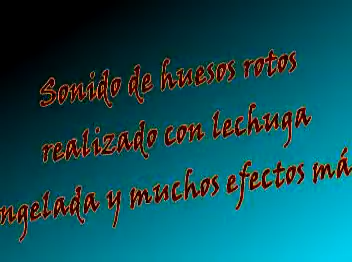 Sonido de huesos rotos
realizado con lechuga
ngelada y muchos efectos má